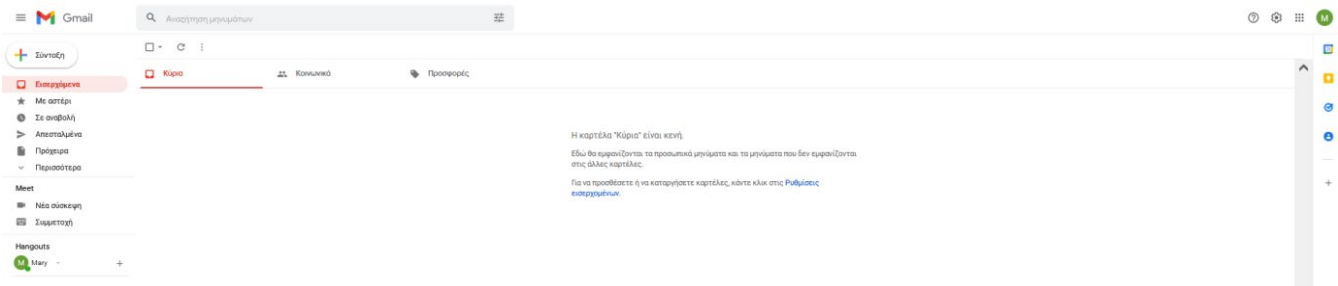 Gmail
Αναζήτηση μηνυμάτων
M
Σύνταξη
Εισερχόμενα
Με αστέρι
Σε αναβολή
Απεσταλμένα
Πρόχειρα
Περισσότερα
Meet
Νέα σύσκεψη
Συμμετοχή
Hangouts
M Mary
Κύρια Κοινωνικά Προσφορές
Η καρτέλα "Κύρια" είναι κενή.
Εδώ θα εμφανίζονται τα προσωπικά μηνύματα και τα μηνύματα που δεν εμφανίζονται
στις άλλες καρτέλες.
Για να προσθέσετε ή να καταργήσετε καρτέλες, κάντε κλικ στις Ρυθμίσεις
εισερχομένων.